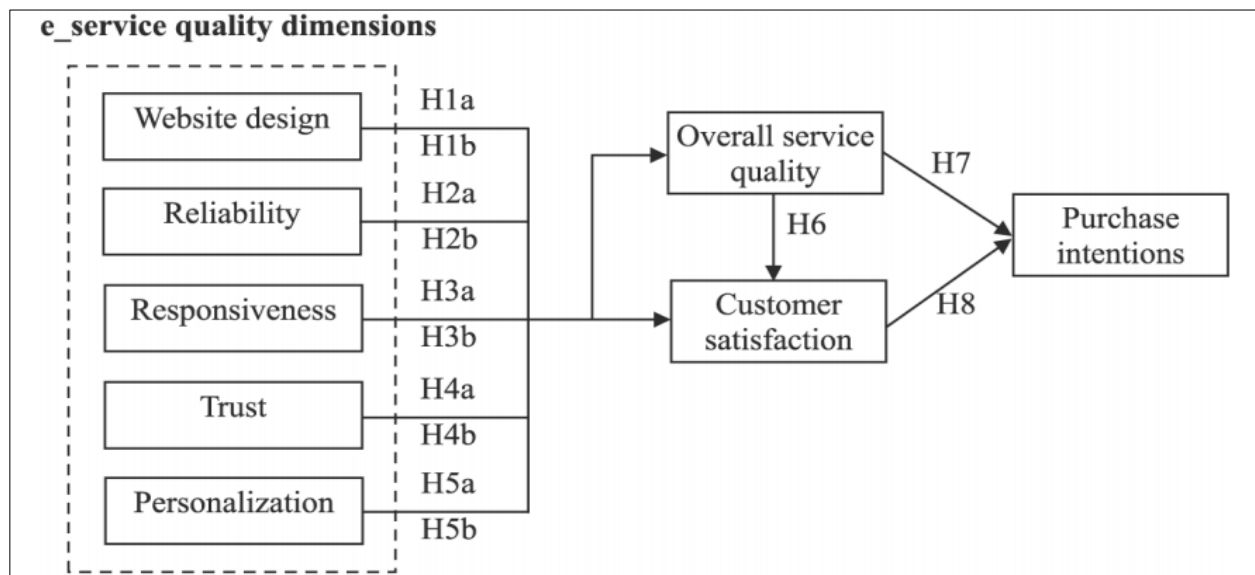 e_service quality dimensions
Website design
H1a
H1b
Reliability
H2a
H2b
Responsiveness
H3a
H3b
Trust
H4a
H4b
Personalization
H5a
H5b
Overall service
quality
H6
Customer
satisfaction
H7
H8
Purchase
intentions